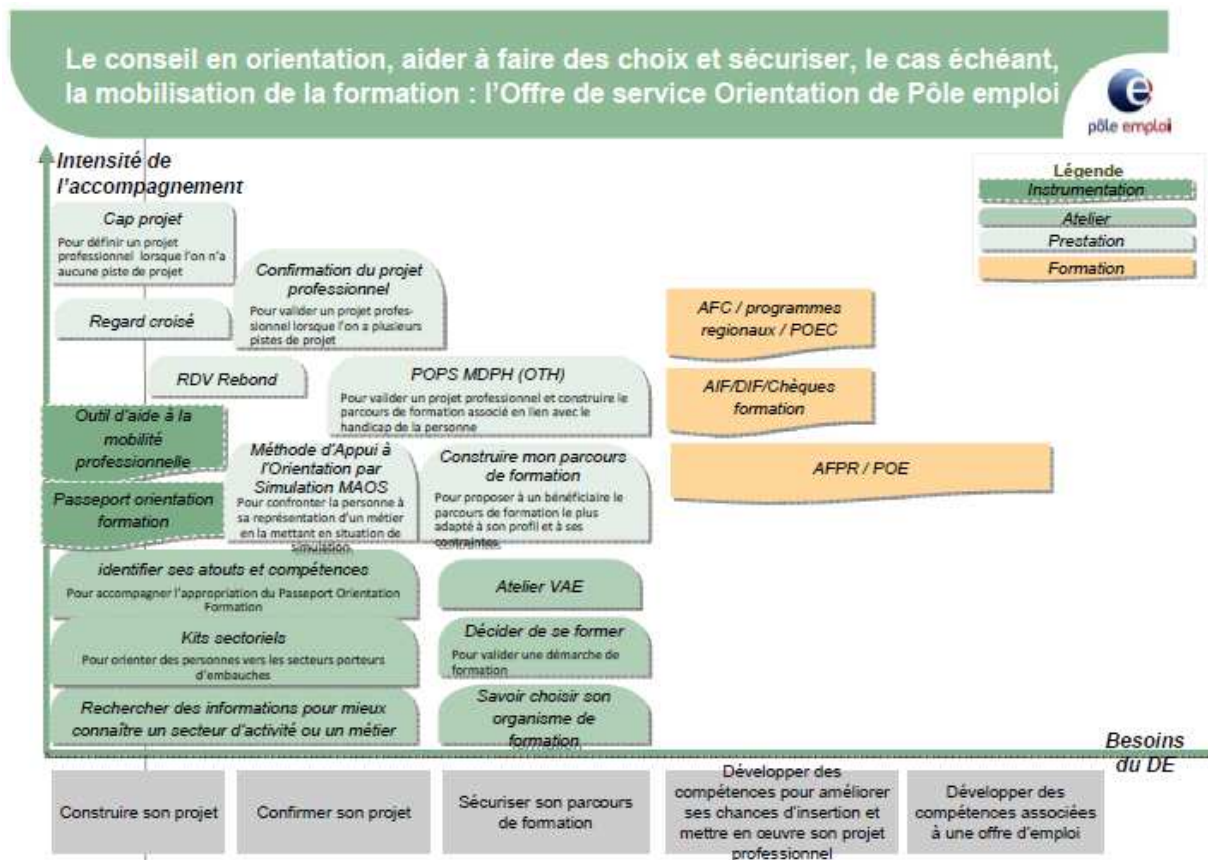 Le conseil en orientation, aider à faire des choix et sécuriser, le cas échéant,
la mobilisation de la formation : l'Offre de service Orientation de Pôle emploi
e
pôle emploi
Intensité de
l'accompagnement
Légende
Instrumentation
Atelier
Prestation
Formation
Cap projet
Pour définir un projet
professionnel lorsque l'on n'a
aucune piste de projet
Confirmation du projet
professionnel
Pour valider un projet profes-
sionnel lorsque l'on a plusieurs
pistes de projet
Regard croisé
AFC / programmes
regionaux / POEC
RDV Rebond
POPS MDPH (OTH)
Pour valider un projet professionnel et construire le
parcours de formation associé en lien avec le
handicap de la personne
AIF/DIF/Chèques
formation
Outil d'aide à la
mobilité
professionnelle
Méthode d'Appui à
l'Orientation par
Simulation MAOS
Pour confronter la personne à
sa représentation d'un métier
en la mettant en situation de
simulation
Construire mon parcours
de formation
Pour proposer à un bénéficiaire le
parcours de formation le plus
adapté à son profil et à ses
contraintes
AFPR / POE
Passeport orientation
formation
identifier ses atouts et compétences
Pour accompagner l'appropriation du Passeport Orientation
Formation
Atelier VAE
Kits sectoriels
Pour orienter des personnes vers les secteurs porteurs
d'embauches
Décider de se former
Pour valider une démarche de
formation
Rechercher des informations pour mieux
connaître un secteur d'activité ou un métier
Savoir choisir son
organisme de
formation
Besoins
du DE
Construire son projet
Confirmer son projet
Sécuriser son parcours
de formation
Développer des
compétences pour améliorer
ses chances d'insertion et
mettre en œuvre son projet
professionnel
Développer des
compétences associées
à une offre d'emploi